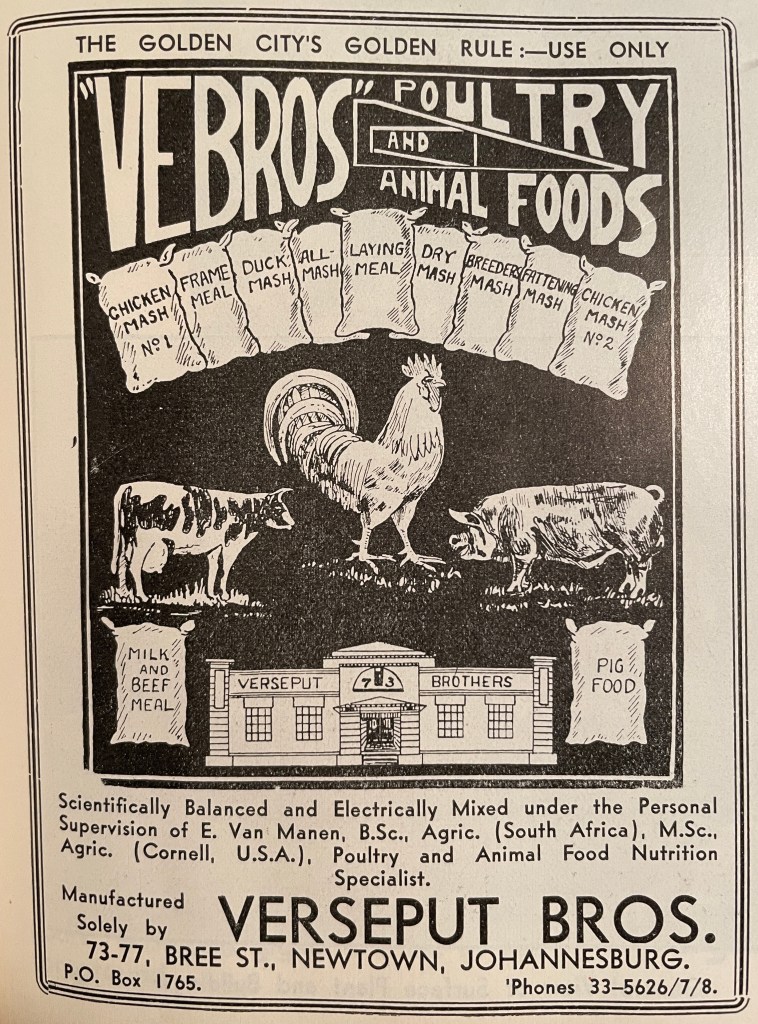 THE GOLDEN CITY'S GOLDEN RULE:—USE ONLY
"VEBROS" POULTRY
AND
ANIMAL FOODS
CHICKEN
MASH
No. 1
FRAME
MEAL
DUCK
MASH
ALL-
MASH
LAYING
MEAL
DRY
MASH
BREEDERS
MASH
FATTENING
MASH
CHICKEN
MASH
No. 2
MILK
AND
BEEF
MEAL
VERSEPUT 73 BROTHERS
PIG
FOOD
Scientifically Balanced and Electrically Mixed under the Personal
Supervision of E. Van Manen, B.Sc., Agric. (South Africa), M.Sc.,
Agric. (Cornell, U.S.A.), Poultry and Animal Food Nutrition
Specialist.
Manufactured
Solely by
VERSEPUT BROS.
73-77, BREE ST., NEWTOWN, JOHANNESBURG.
P.O. Box 1765. 'Phones 33–5626/7/8.